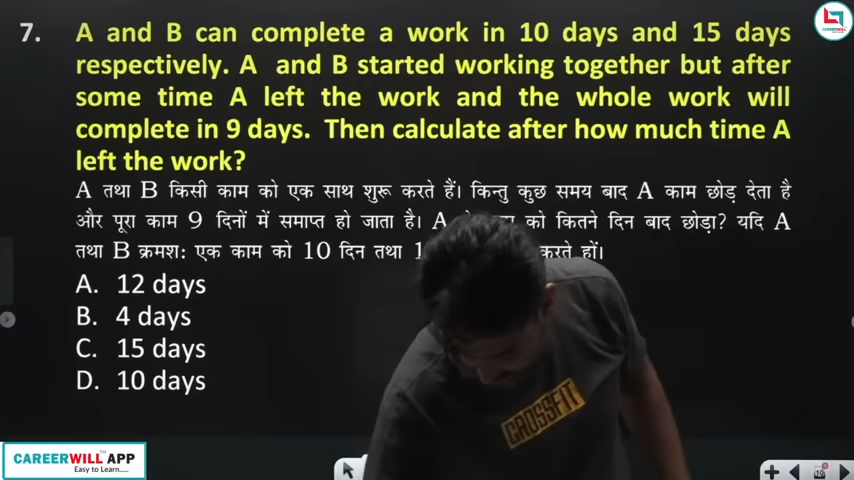 CAREERWILL
7. A and B can complete a work in 10 days and 15 days
respectively. A and B started working together but after
some time A left the work and the whole work will
complete in 9 days. Then calculate after how much time A
left the work?
A तथा B किसी काम को एक साथ शुरू करते हैं। किन्तु कुछ समय बाद A काम छोड़ देता है
और पूरा काम 9 दिनों में समाप्त हो जाता है। A को कितने दिन बाद छोड़ा? यदि A
तथा B क्रमश: एक काम को 10 दिन तथा करते हों।
A. 12 days
B. 4 days
C. 15 days
D. 10 days
CROSSFIT
CAREERWILL APP
Easy to Learn.....